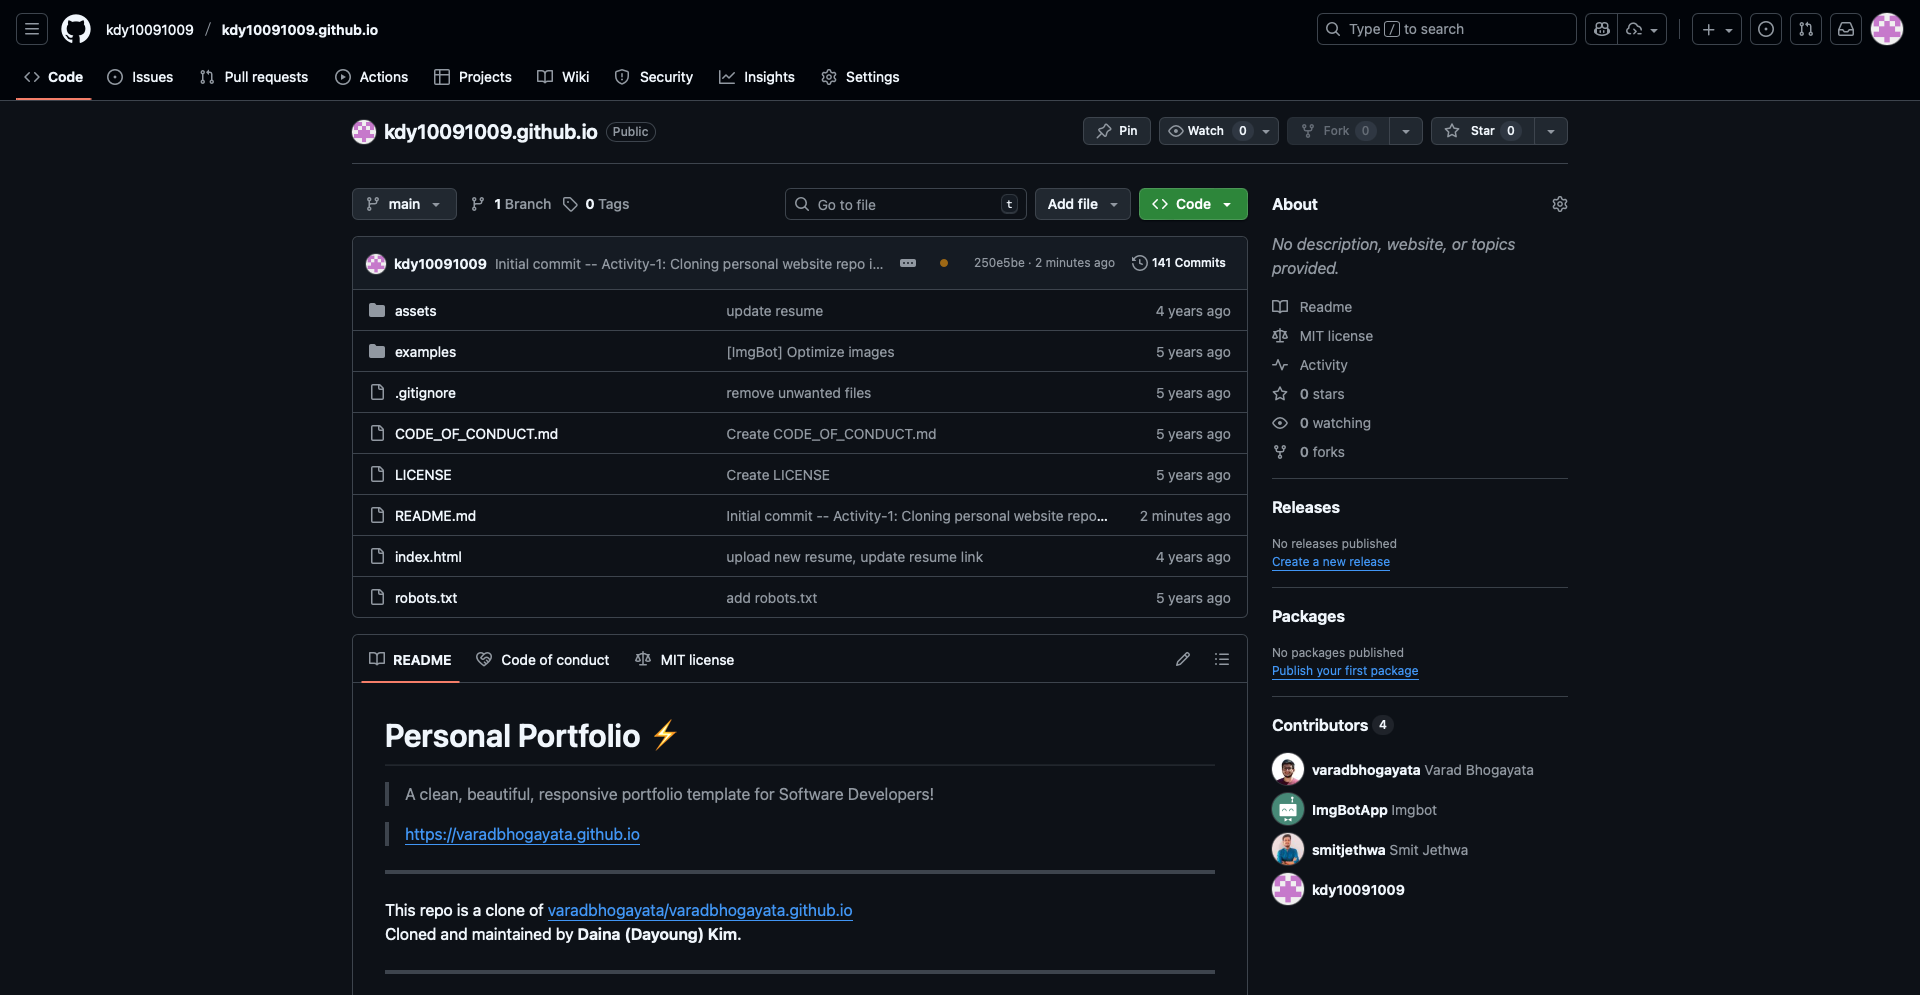 kdy10091009 / kdy10091009.github.io
Type / to search
Code Issues Pull requests Actions Projects Wiki Security Insights Settings
kdy10091009.github.io Public
Pin Watch 0 Fork 0 Star 0
main 1 Branch 0 Tags
Go to file t Add file Code
kdy10091009 Initial commit -- Activity-1: Cloning personal website repo i... 250e5be · 2 minutes ago 141 Commits
assets update resume 4 years ago
examples [ImgBot] Optimize images 5 years ago
.gitignore remove unwanted files 5 years ago
CODE_OF_CONDUCT.md Create CODE_OF_CONDUCT.md 5 years ago
LICENSE Create LICENSE 5 years ago
README.md Initial commit -- Activity-1: Cloning personal website repo... 2 minutes ago
index.html upload new resume, update resume link 4 years ago
robots.txt add robots.txt 5 years ago
README Code of conduct MIT license
Personal Portfolio ⚡
A clean, beautiful, responsive portfolio template for Software Developers!
https://varadbhogayata.github.io
This repo is a clone of varadbhogayata/varadbhogayata.github.io
Cloned and maintained by Daina (Dayoung) Kim.
About
No description, website, or topics
provided.
Readme
MIT license
Activity
0 stars
0 watching
0 forks
Releases
No releases published
Create a new release
Packages
No packages published
Publish your first package
Contributors 4
varadbhogayata Varad Bhogayata
ImgBotApp Imgbot
smitjethwa Smit Jethwa
kdy10091009